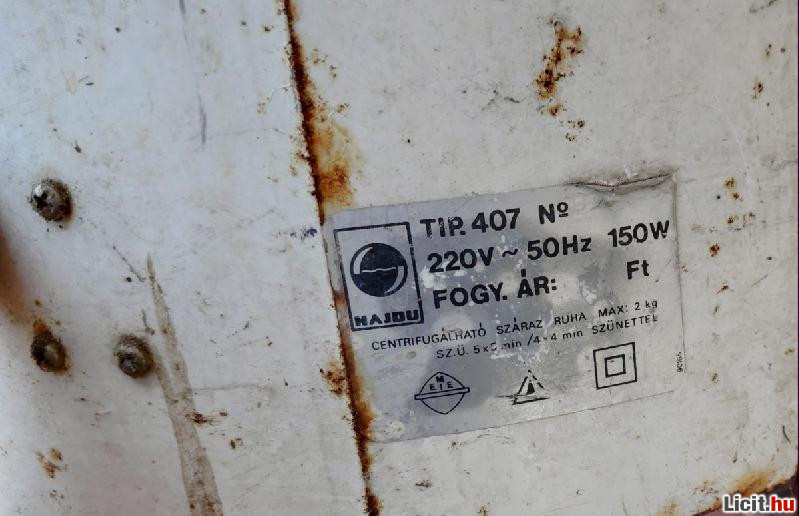 TIP. 407 Nº
220V ~ 50Hz 150W
FOGY. ÁR: Ft
HAJDU
CENTRIFUGÁLHATÓ SZÁRAZ RUHA MAX: 2 kg
SZ.Ü. 5x min /4-4 min SZÜNETTEL
MEEI
Licit.hu